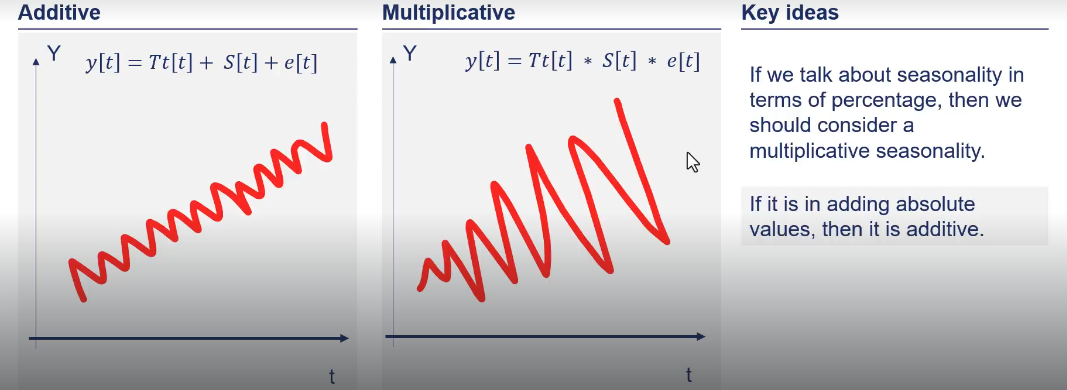 Additive
Y
y[t] = Tt[t] + S[t] + e[t]
t
Multiplicative
Y
y[t] = Tt[t] * S[t] * e[t]
t
Key ideas
If we talk about seasonality in
terms of percentage, then we
should consider a
multiplicative seasonality.
If it is in adding absolute
values, then it is additive.